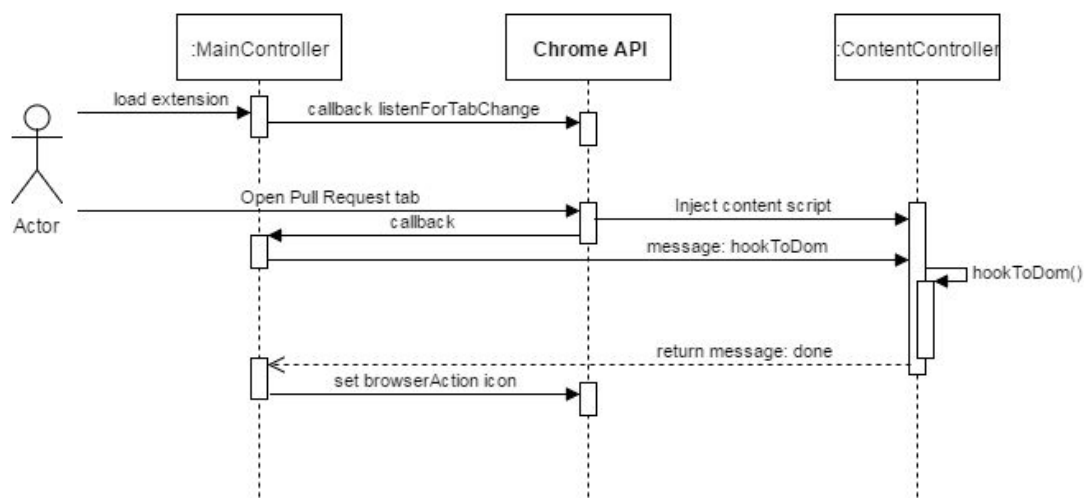 :MainController
Chrome API
:ContentController
load extension
callback listenForTabChange
Actor
Open Pull Request tab
Inject content script
callback
message: hookToDom
hookToDom()
return message: done
set browserAction icon